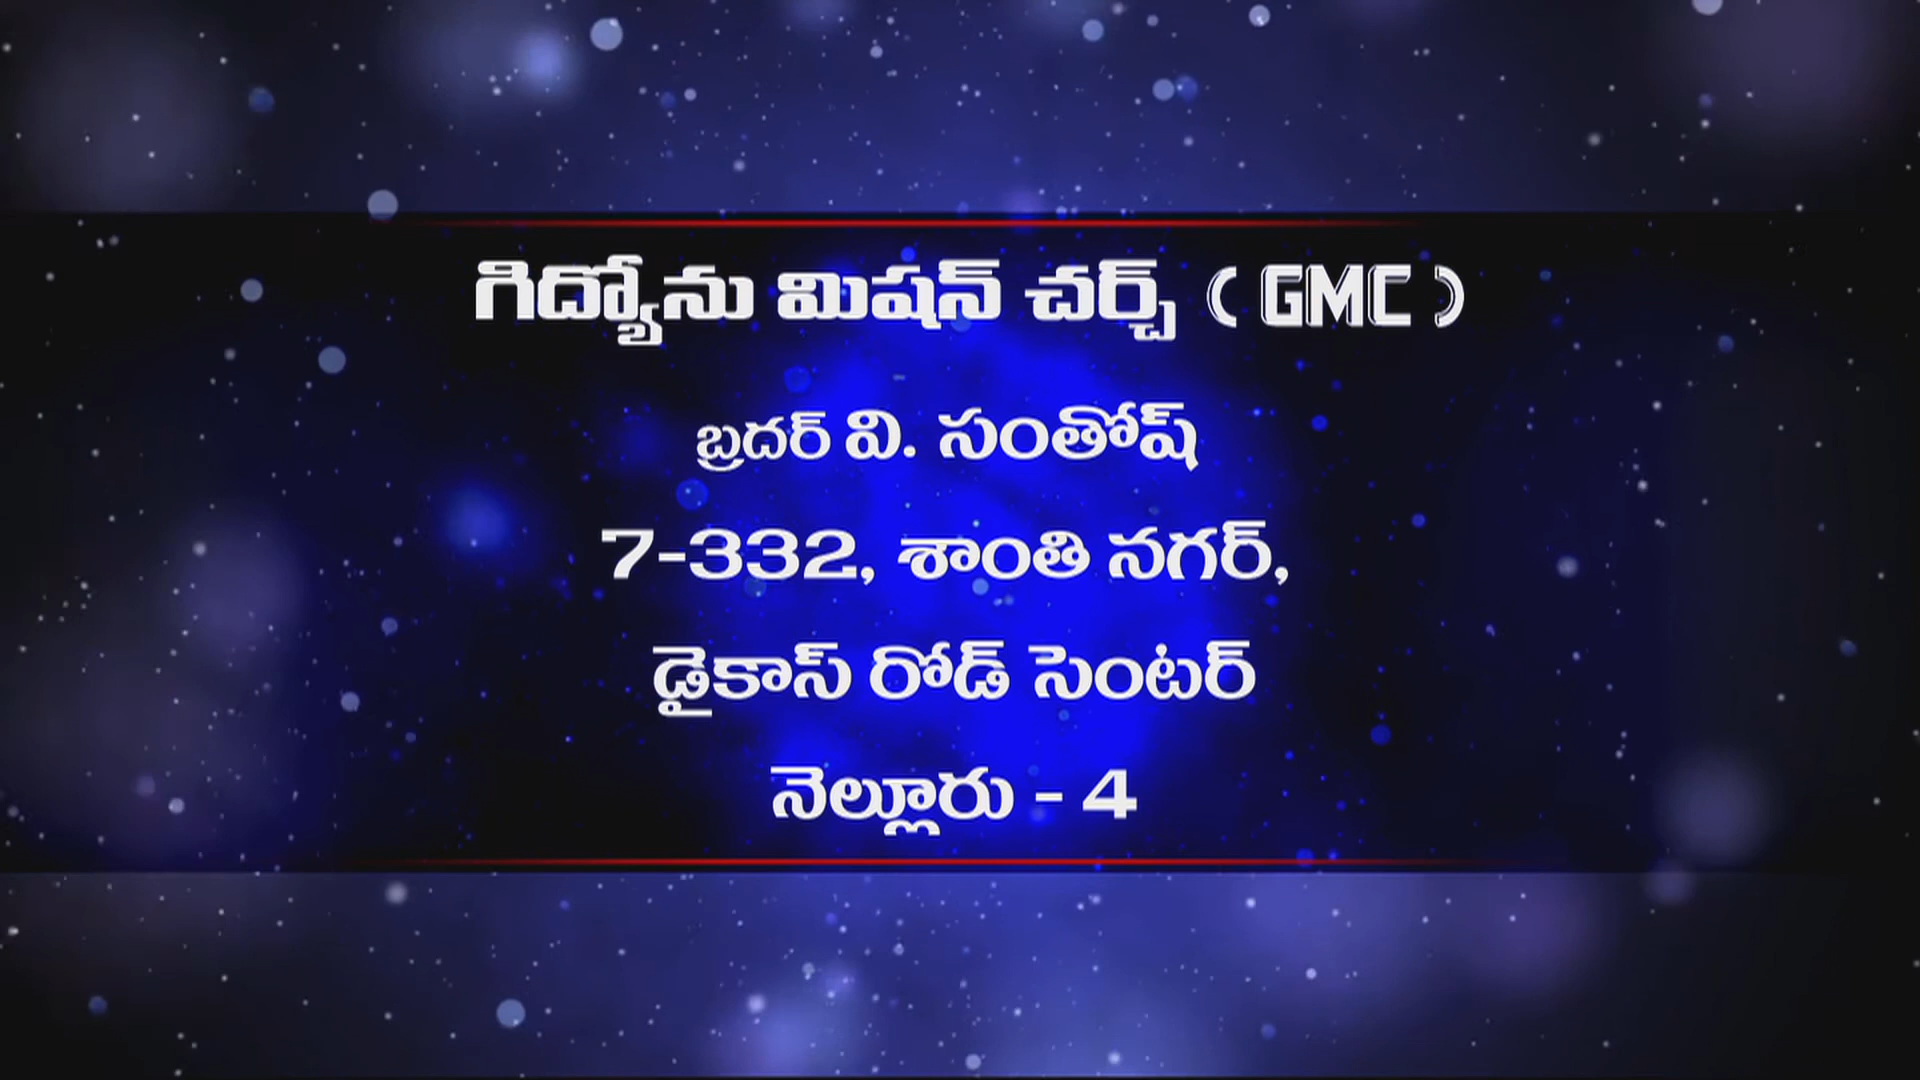 గిద్యోను మిషన్ చర్చ్ ( GMC )
బ్రదర్ వి. సంతోష్
7-332, శాంతి నగర్,
డైకాస్ రోడ్ సెంటర్
నెల్లూరు - 4